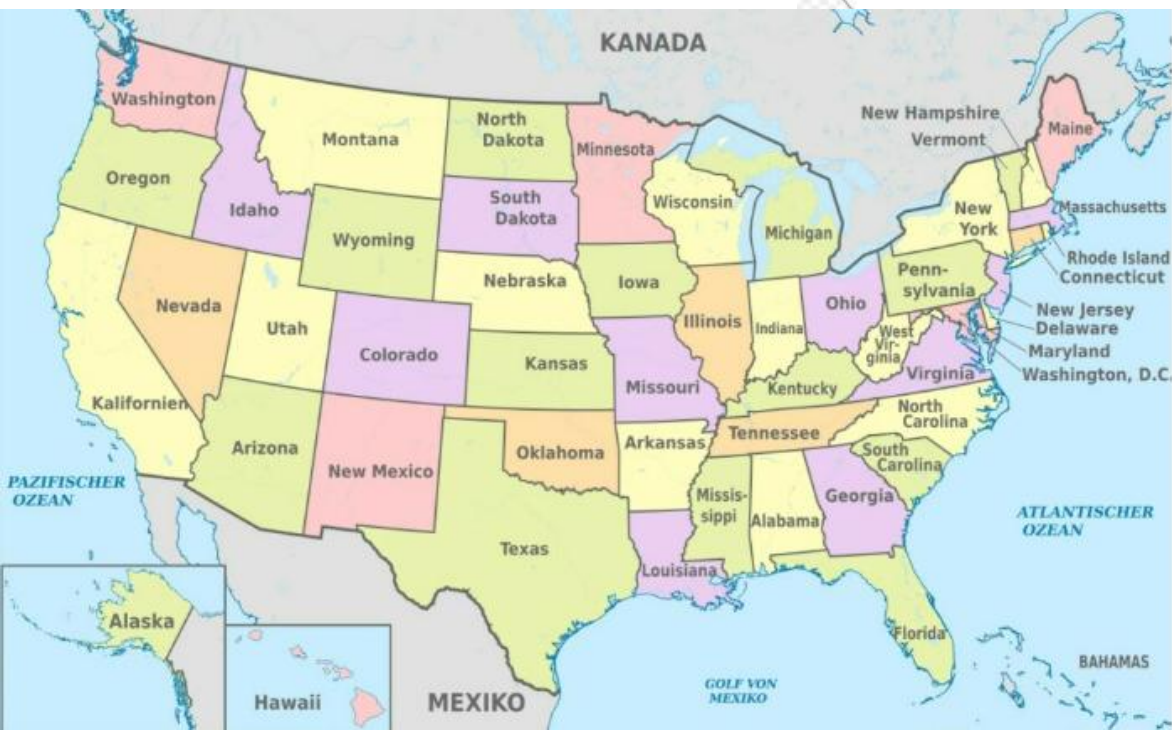 KANADA
Washington
Montana
North
Dakota
Minnesota
New Hampshire
Vermont
Maine
Oregon
Idaho
South
Dakota
Wisconsin
Michigan
New
York
Massachusetts
Wyoming
Rhode Island
Connecticut
Nebraska
Iowa
Penn-
sylvania
Nevada
Utah
Illinois
Indiana
Ohio
New Jersey
Delaware
Colorado
Kansas
Missouri
Kentucky
West
Vir-
ginia
Virginia
Maryland
Washington, D.C.
Kalifornien
Arizona
New Mexico
Oklahoma
Arkansas
Tennessee
North
Carolina
South
Carolina
PAZIFISCHER
OZEAN
Texas
Louisiana
Missis-
sippi
Alabama
Georgia
ATLANTISCHER
OZEAN
Florida
Alaska
Hawaii
MEXIKO
GOLF VON
MEXIKO
BAHAMAS